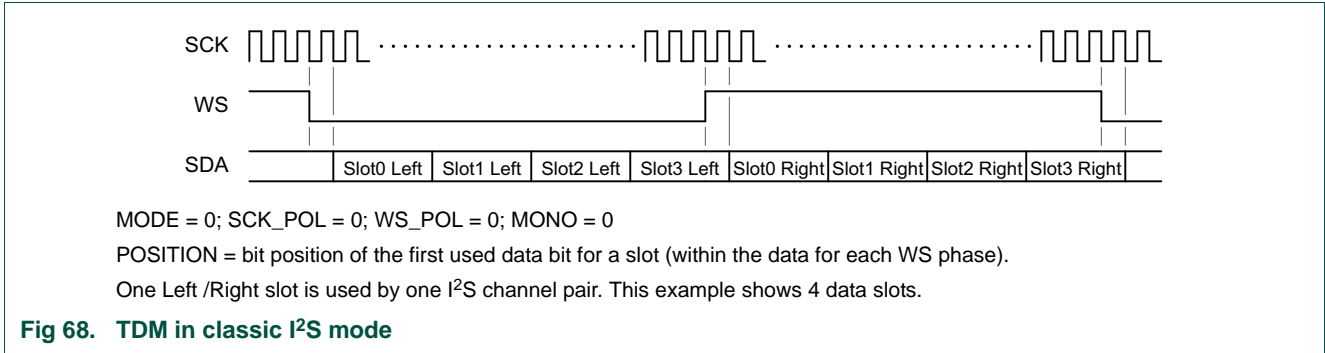 SCK
WS
SDA
Slot0 Left Slot1 Left Slot2 Left Slot3 Left Slot0 Right Slot1 Right Slot2 Right Slot3 Right
MODE = 0; SCK_POL = 0; WS_POL = 0; MONO = 0
POSITION = bit position of the first used data bit for a slot (within the data for each WS phase).
One Left /Right slot is used by one I²S channel pair. This example shows 4 data slots.
Fig 68. TDM in classic I²S mode